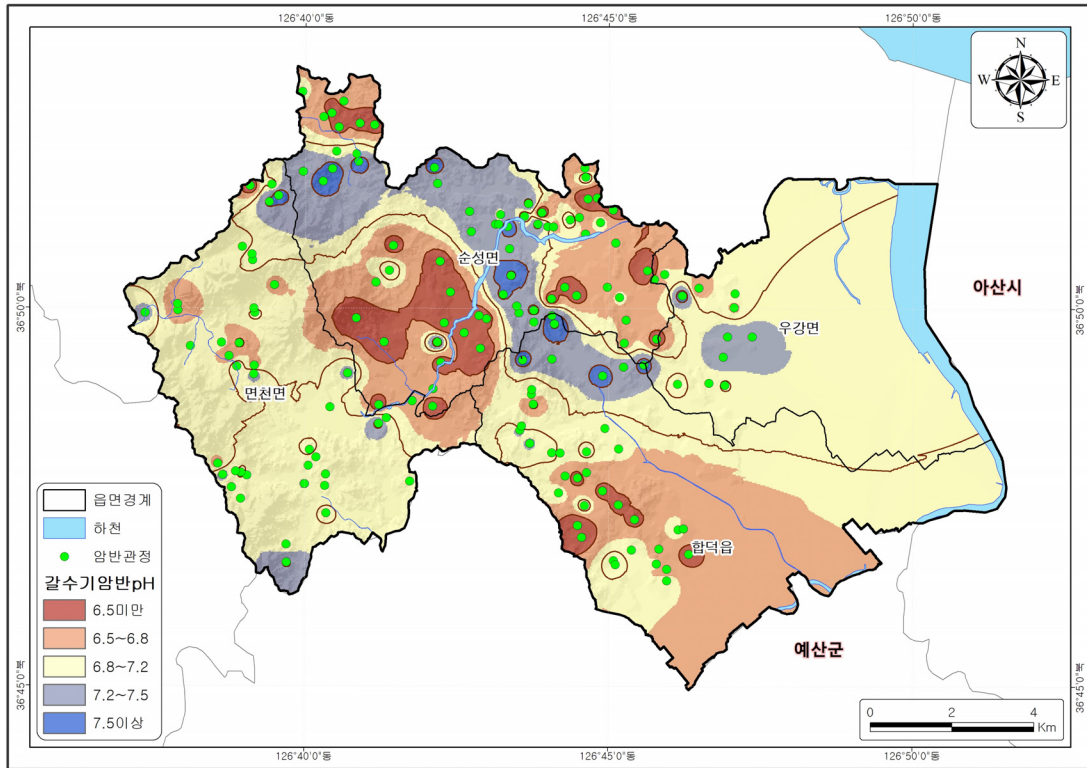 126°40'0"동
126°45'0"동
126°50'0"동
N
W
E
S
36°50'0"북
36°50'0"북
순성면
아산시
우강면
면천면
합덕읍
예산군
읍면경계
하천
암반관정
갈수기암반pH
6.5미만
6.5~6.8
6.8~7.2
7.2~7.5
7.5이상
36°45'0"북
36°45'0"북
0 2 4
Km
126°40'0"동
126°45'0"동
126°50'0"동